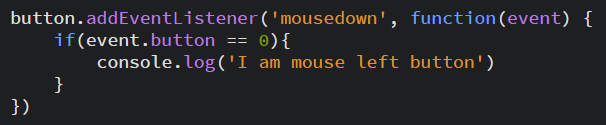 button.addEventListener('mousedown', function(event) {
    if(event.button == 0){
        console.log('I am mouse left button')
    }
})